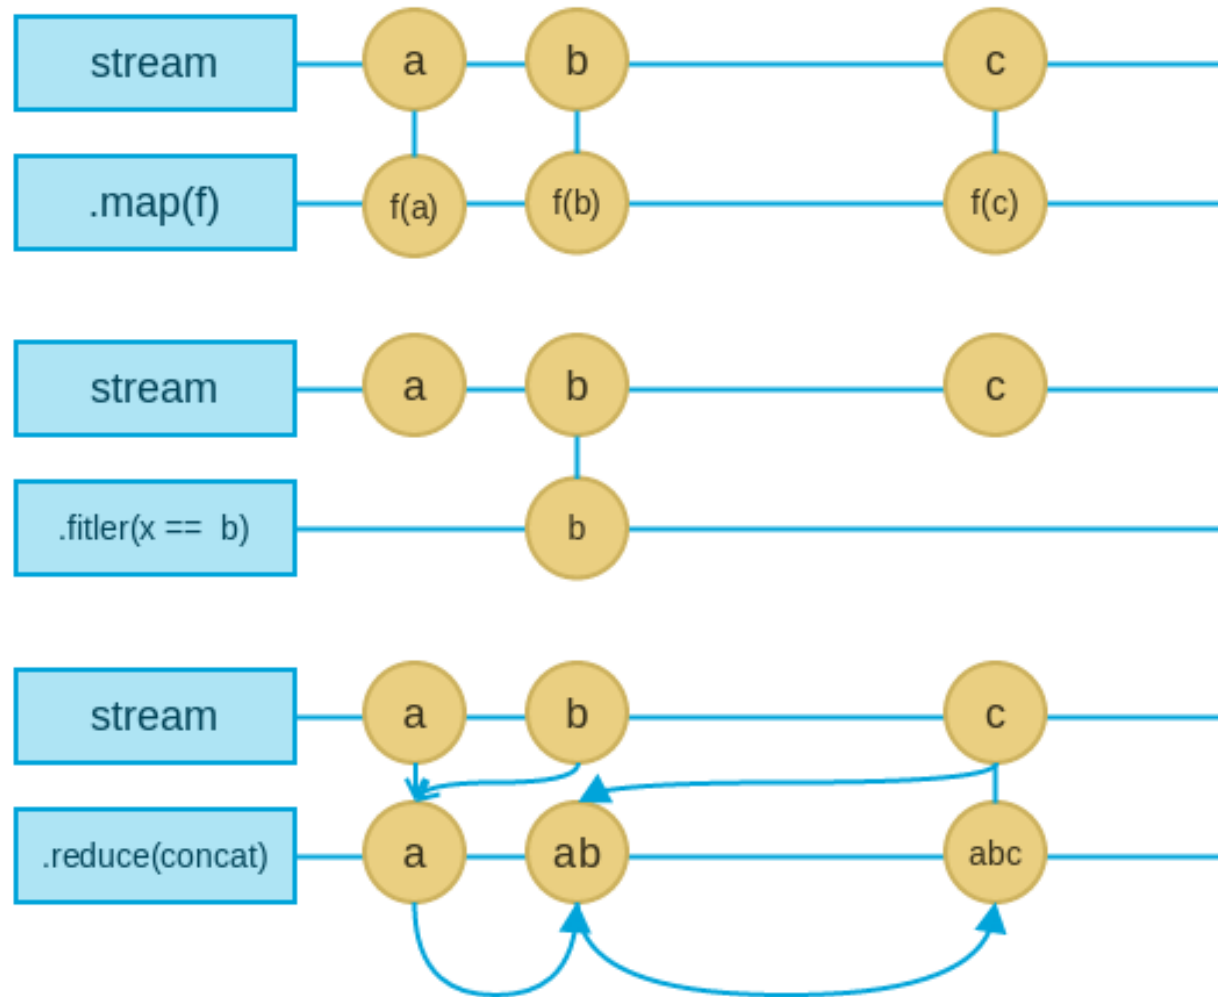 stream a b c
.map(f) f(a) f(b) f(c)
stream a b c
.fitler(x ==  b) b
stream a b c
.reduce(concat) a ab abc